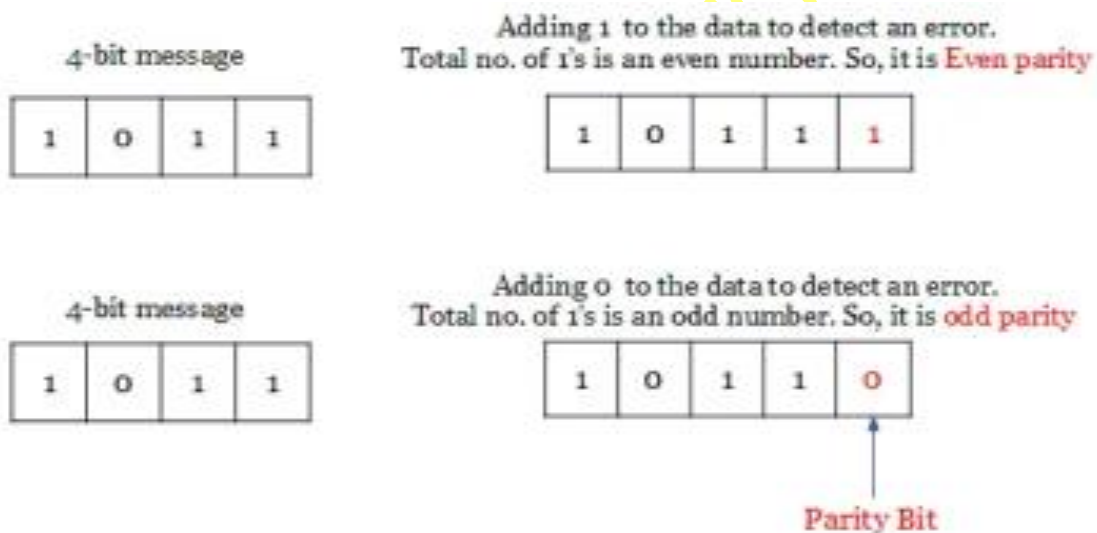 4-bit message
Adding 1 to the data to detect an error.
Total no. of 1's is an even number. So, it is Even parity
1 0 1 1
1 0 1 1 1
4-bit message
Adding 0 to the data to detect an error.
Total no. of 1's is an odd number. So, it is odd parity
1 0 1 1
1 0 1 1 0
Parity Bit